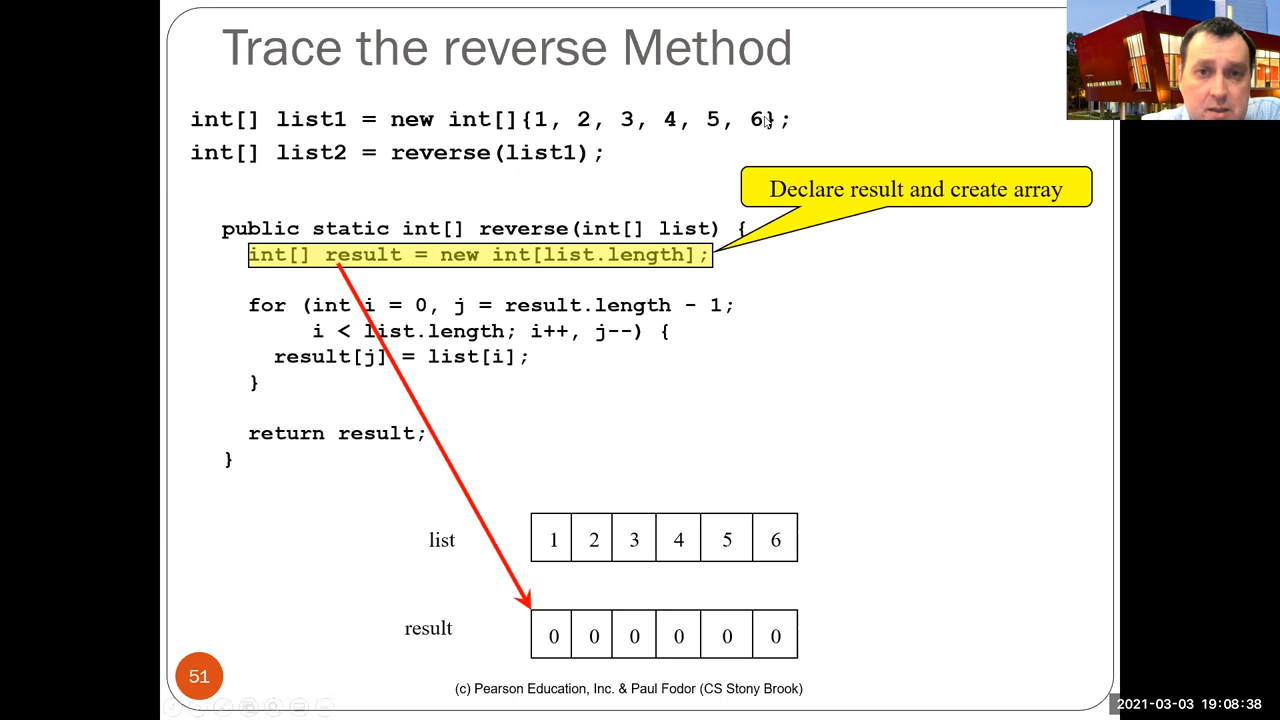 Trace the reverse Method
int[] list1 = new int[]{1, 2, 3, 4, 5, 6};
int[] list2 = reverse(list1);
Declare result and create array
public static int[] reverse(int[] list) {
int[] result = new int[list.length];
for (int i = 0, j = result.length - 1;
i < list.length; i++, j--) {
result[j] = list[i];
}
return result;
}
list 1 2 3 4 5 6
result 0 0 0 0 0 0
51
(c) Pearson Education, Inc. & Paul Fodor (CS Stony Brook)
2021-03-03 19:08:38